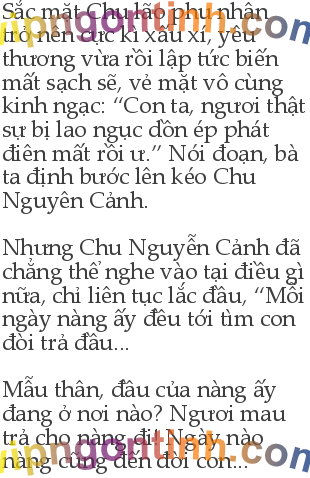 Sắc mặt Chu lão phu nhân
trở nên cực kì xấu xí, yêu
thương vừa rồi lập tức biến
mất sạch sẽ, vẻ mặt vô cùng
kinh ngạc: “Con ta, ngươi thật
sự bị lao ngục dồn ép phát
điên mất rồi ư.” Nói đoạn, bà
ta định bước lên kéo Chu
Nguyên Cảnh.
Nhưng Chu Nguyễn Cảnh đã
chẳng thể nghe vào tại điều gì
nữa, chỉ liên tục lắc đầu, “Mỗi
ngày nàng ấy đều tới tìm con
đòi trả đầu...
Mẫu thân, đầu của nàng ấy
đang ở nơi nào? Ngươi mau
trả cho nàng đi! Ngày nào
nàng cũng đến đòi con...
vipngontinh.com
vipngontinh.com